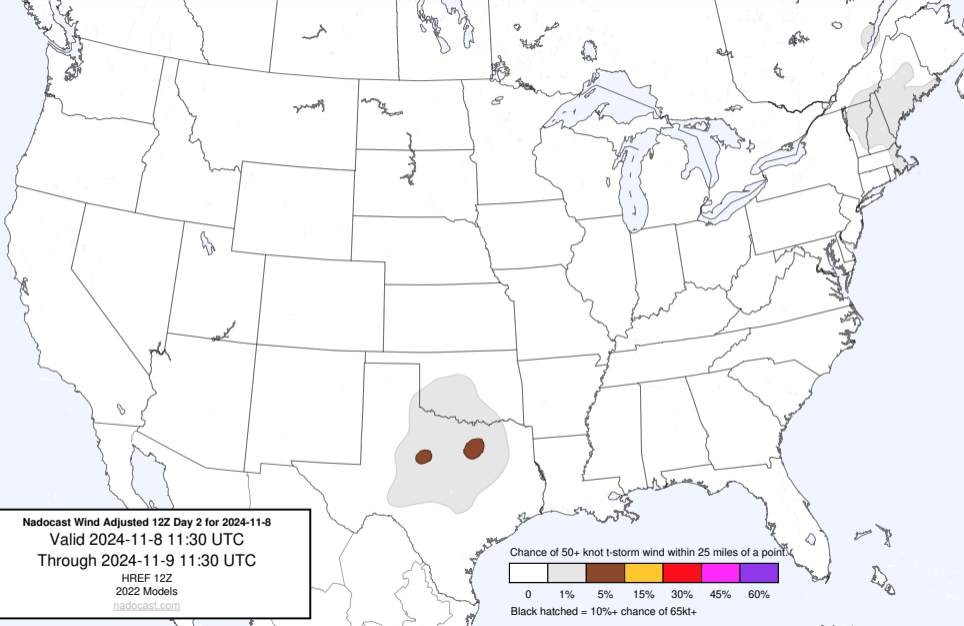 Nadocast Wind Adjusted 12Z Day 2 for 2024-11-8
Valid 2024-11-8 11:30 UTC
Through 2024-11-9 11:30 UTC
HREF 12Z
2022 Models
nadocast.com
Chance of 50+ knot t-storm wind within 25 miles of a point.
0 1% 5% 15% 30% 45% 60%
Black hatched = 10%+ chance of 65kt+